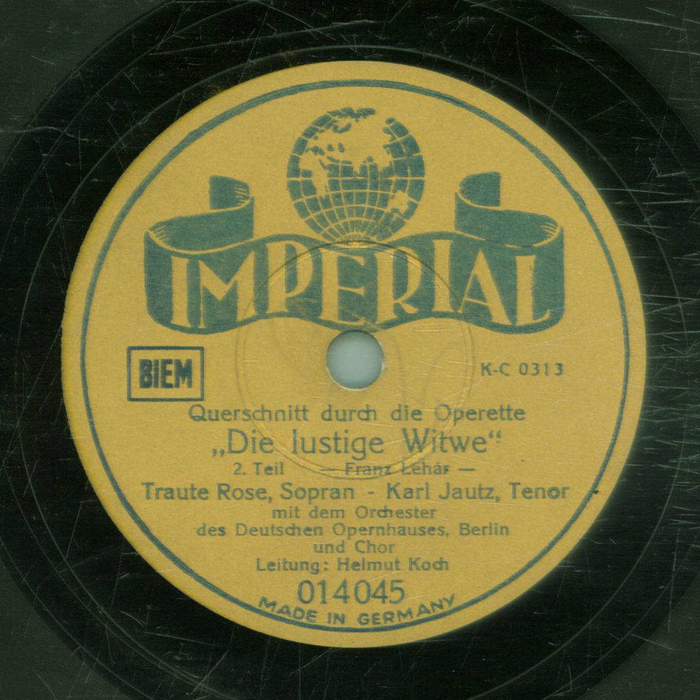 IMPERIAL
BIEM
K-C 0313
Querschnitt durch die Operette
„Die lustige Witwe“
2. Teil — Franz Lehár —
Traute Rose, Sopran - Karl Jautz, Tenor
mit dem Orchester
des Deutschen Opernhauses, Berlin
und Chor
Leitung: Helmut Koch
014045
MADE IN GERMANY